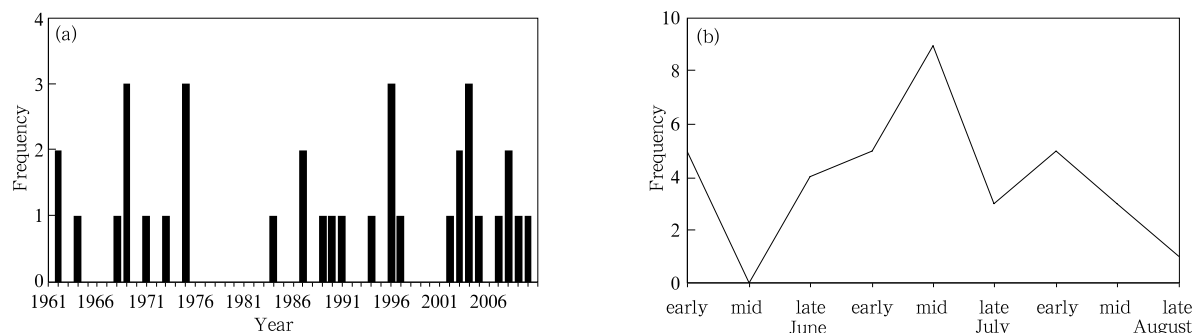 (a)
Frequency
4
3
2
1
0
1961 1966 1971 1976 1981 1986 1991 1996 2001 2006
Year
(b)
Frequency
10
8
6
4
2
0
early mid late early mid late early mid late
June July August